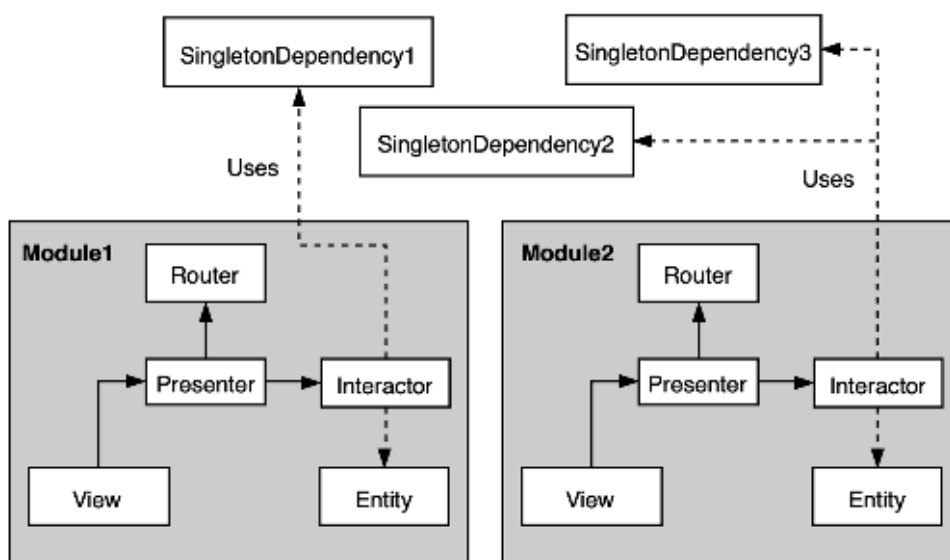 SingletonDependency1
SingletonDependency3
SingletonDependency2
Uses
Uses
Module1
Router
Presenter
Interactor
View
Entity
Module2
Router
Presenter
Interactor
View
Entity